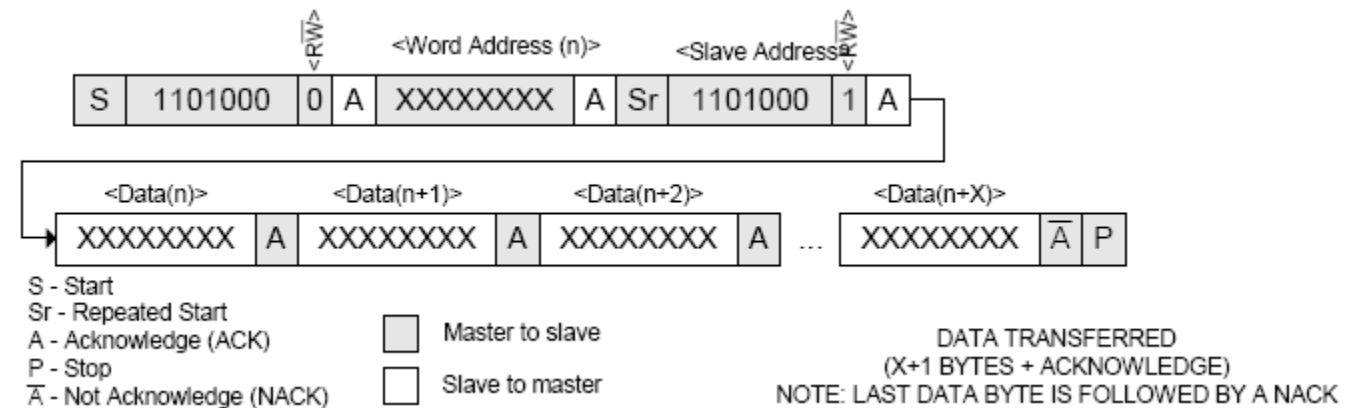 <RW̅> <Word Address (n)> <Slave Address> <RW̅>
S 1101000 0 A XXXXXXXX A Sr 1101000 1 A
<Data(n)> <Data(n+1)> <Data(n+2)> <Data(n+X)>
XXXXXXXX A XXXXXXXX A XXXXXXXX A ... XXXXXXXX A̅ P
S - Start
Sr - Repeated Start
A - Acknowledge (ACK)
P - Stop
A̅ - Not Acknowledge (NACK)
Master to slave
Slave to master
DATA TRANSFERRED
(X+1 BYTES + ACKNOWLEDGE)
NOTE: LAST DATA BYTE IS FOLLOWED BY A NACK